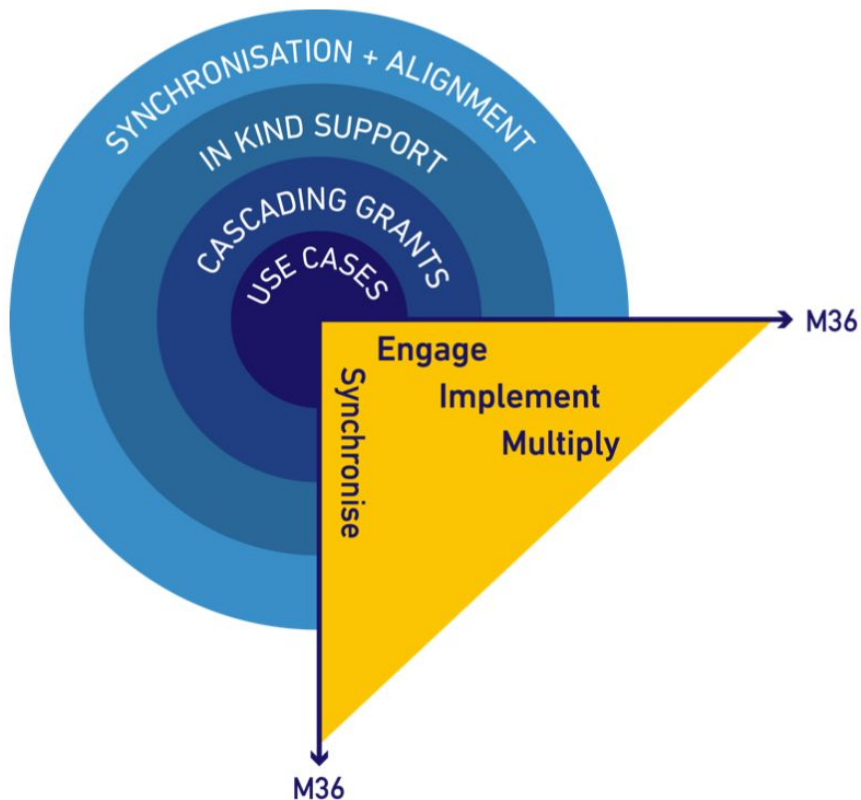 SYNCHRONISATION + ALIGNMENT
IN KIND SUPPORT
CASCADING GRANTS
USE CASES
M36
Engage
Synchronise
Implement
Multiply
M36